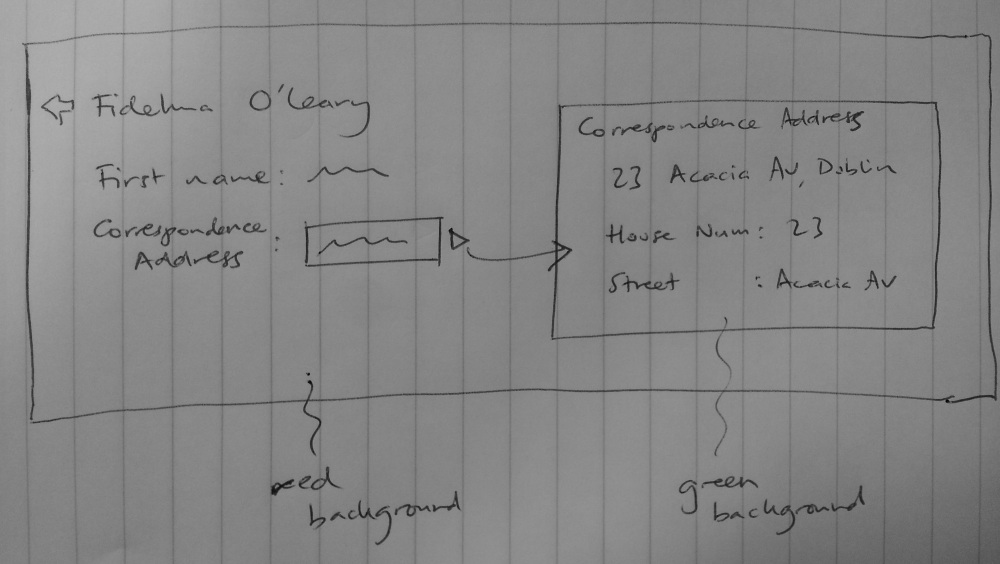 Fidelma O'Leary
First name:
Correspondence
Address :
Correspondence Address
23 Acacia Av, Dublin
House Num: 23
Street : Acacia Av
red
background
green
background